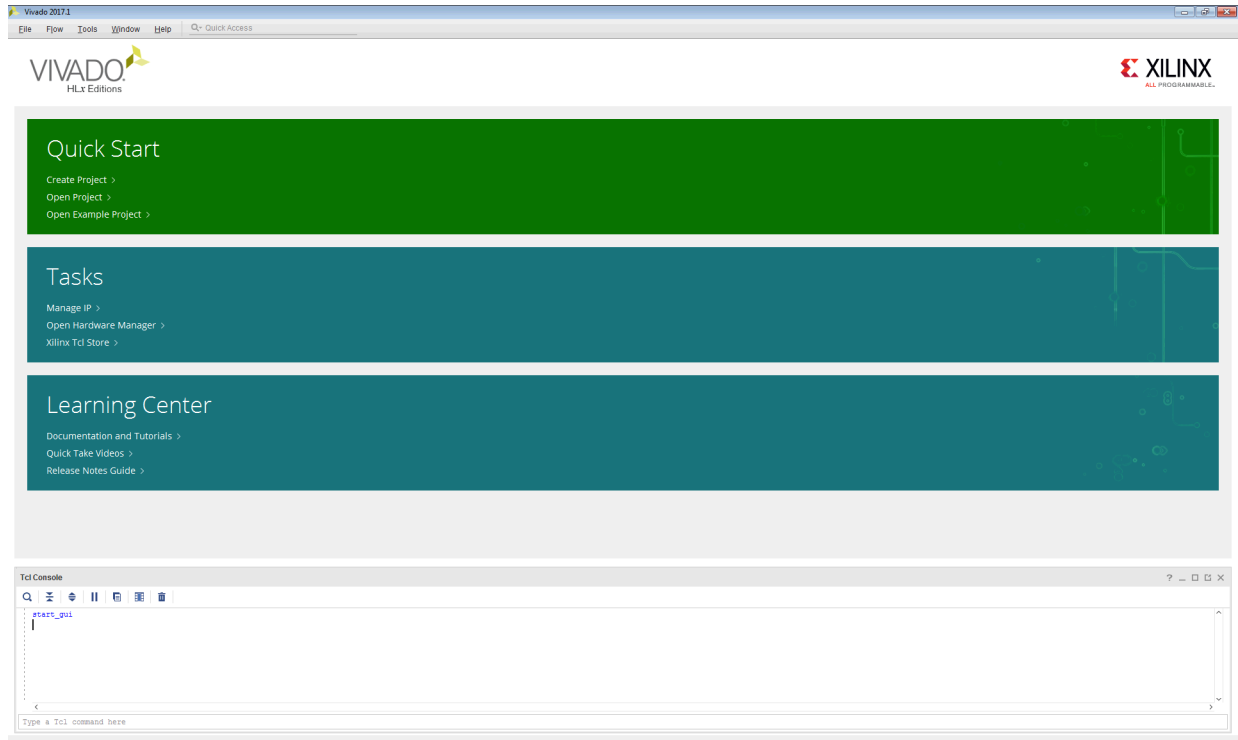 Vivado 2017.1
File Flow Tools Window Help Quick Access
VIVADO.
HLx Editions
XILINX
ALL PROGRAMMABLE.
Quick Start
Create Project >
Open Project >
Open Example Project >
Tasks
Manage IP >
Open Hardware Manager >
Xilinx Tcl Store >
Learning Center
Documentation and Tutorials >
Quick Take Videos >
Release Notes Guide >
Tcl Console
start_gui
Type a Tcl command here